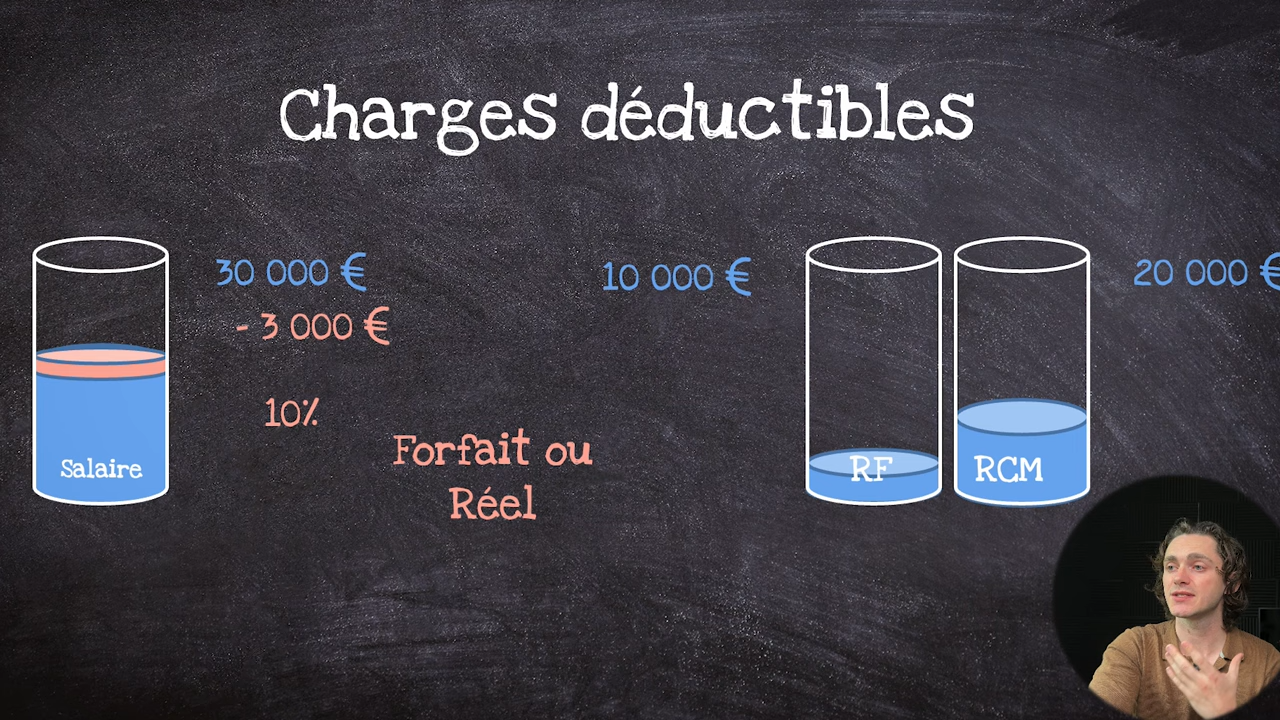 Charges déductibles
30 000 €
- 3 000 €
10%
Salaire
Forfait ou
Réel
10 000 €
RF
RCM
20 000 €